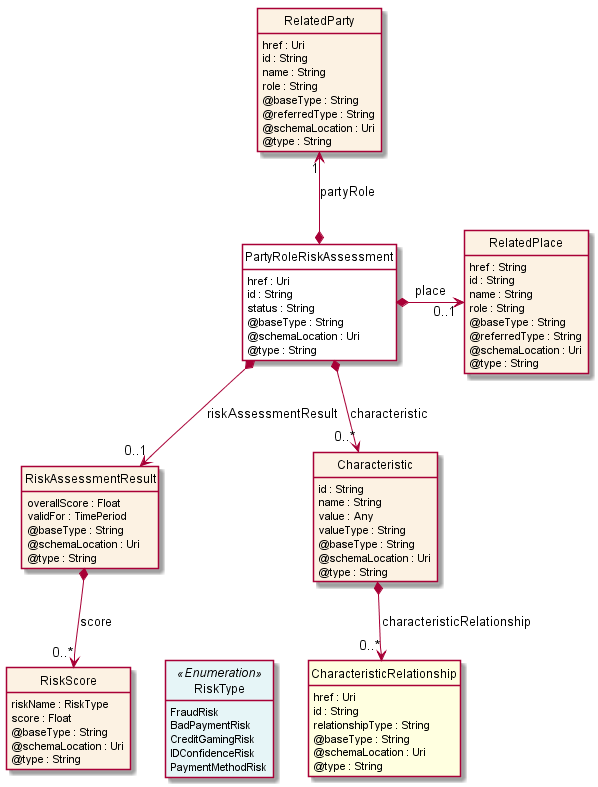 RelatedParty
href : Uri
id : String
name : String
role : String
@baseType : String
@referredType : String
@schemaLocation : Uri
@type : String
1
partyRole
PartyRoleRiskAssessment
href : Uri
id : String
status : String
@baseType : String
@schemaLocation : Uri
@type : String
place
0..1
RelatedPlace
href : String
id : String
name : String
role : String
@baseType : String
@referredType : String
@schemaLocation : Uri
@type : String
riskAssessmentResult
0..1
characteristic
0..*
RiskAssessmentResult
overallScore : Float
validFor : TimePeriod
@baseType : String
@schemaLocation : Uri
@type : String
Characteristic
id : String
name : String
value : Any
valueType : String
@baseType : String
@schemaLocation : Uri
@type : String
score
0..*
characteristicRelationship
0..*
RiskScore
riskName : RiskType
score : Float
@baseType : String
@schemaLocation : Uri
@type : String
«Enumeration»
RiskType
FraudRisk
BadPaymentRisk
CreditGamingRisk
IDConfidenceRisk
PaymentMethodRisk
CharacteristicRelationship
href : Uri
id : String
relationshipType : String
@baseType : String
@schemaLocation : Uri
@type : String